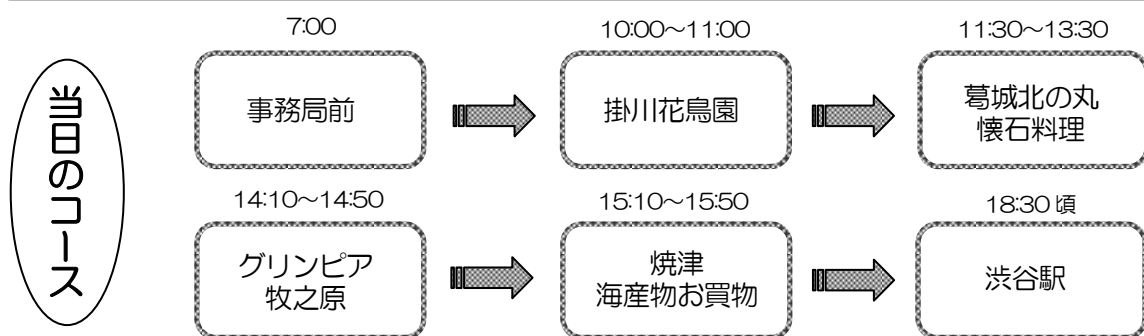 当日のコース
7:00
事務局前
10:00～11:00
掛川花鳥園
11:30～13:30
葛城北の丸
懐石料理
14:10～14:50
グリンピア
牧之原
15:10～15:50
焼津
海産物お買物
18:30 頃
渋谷駅